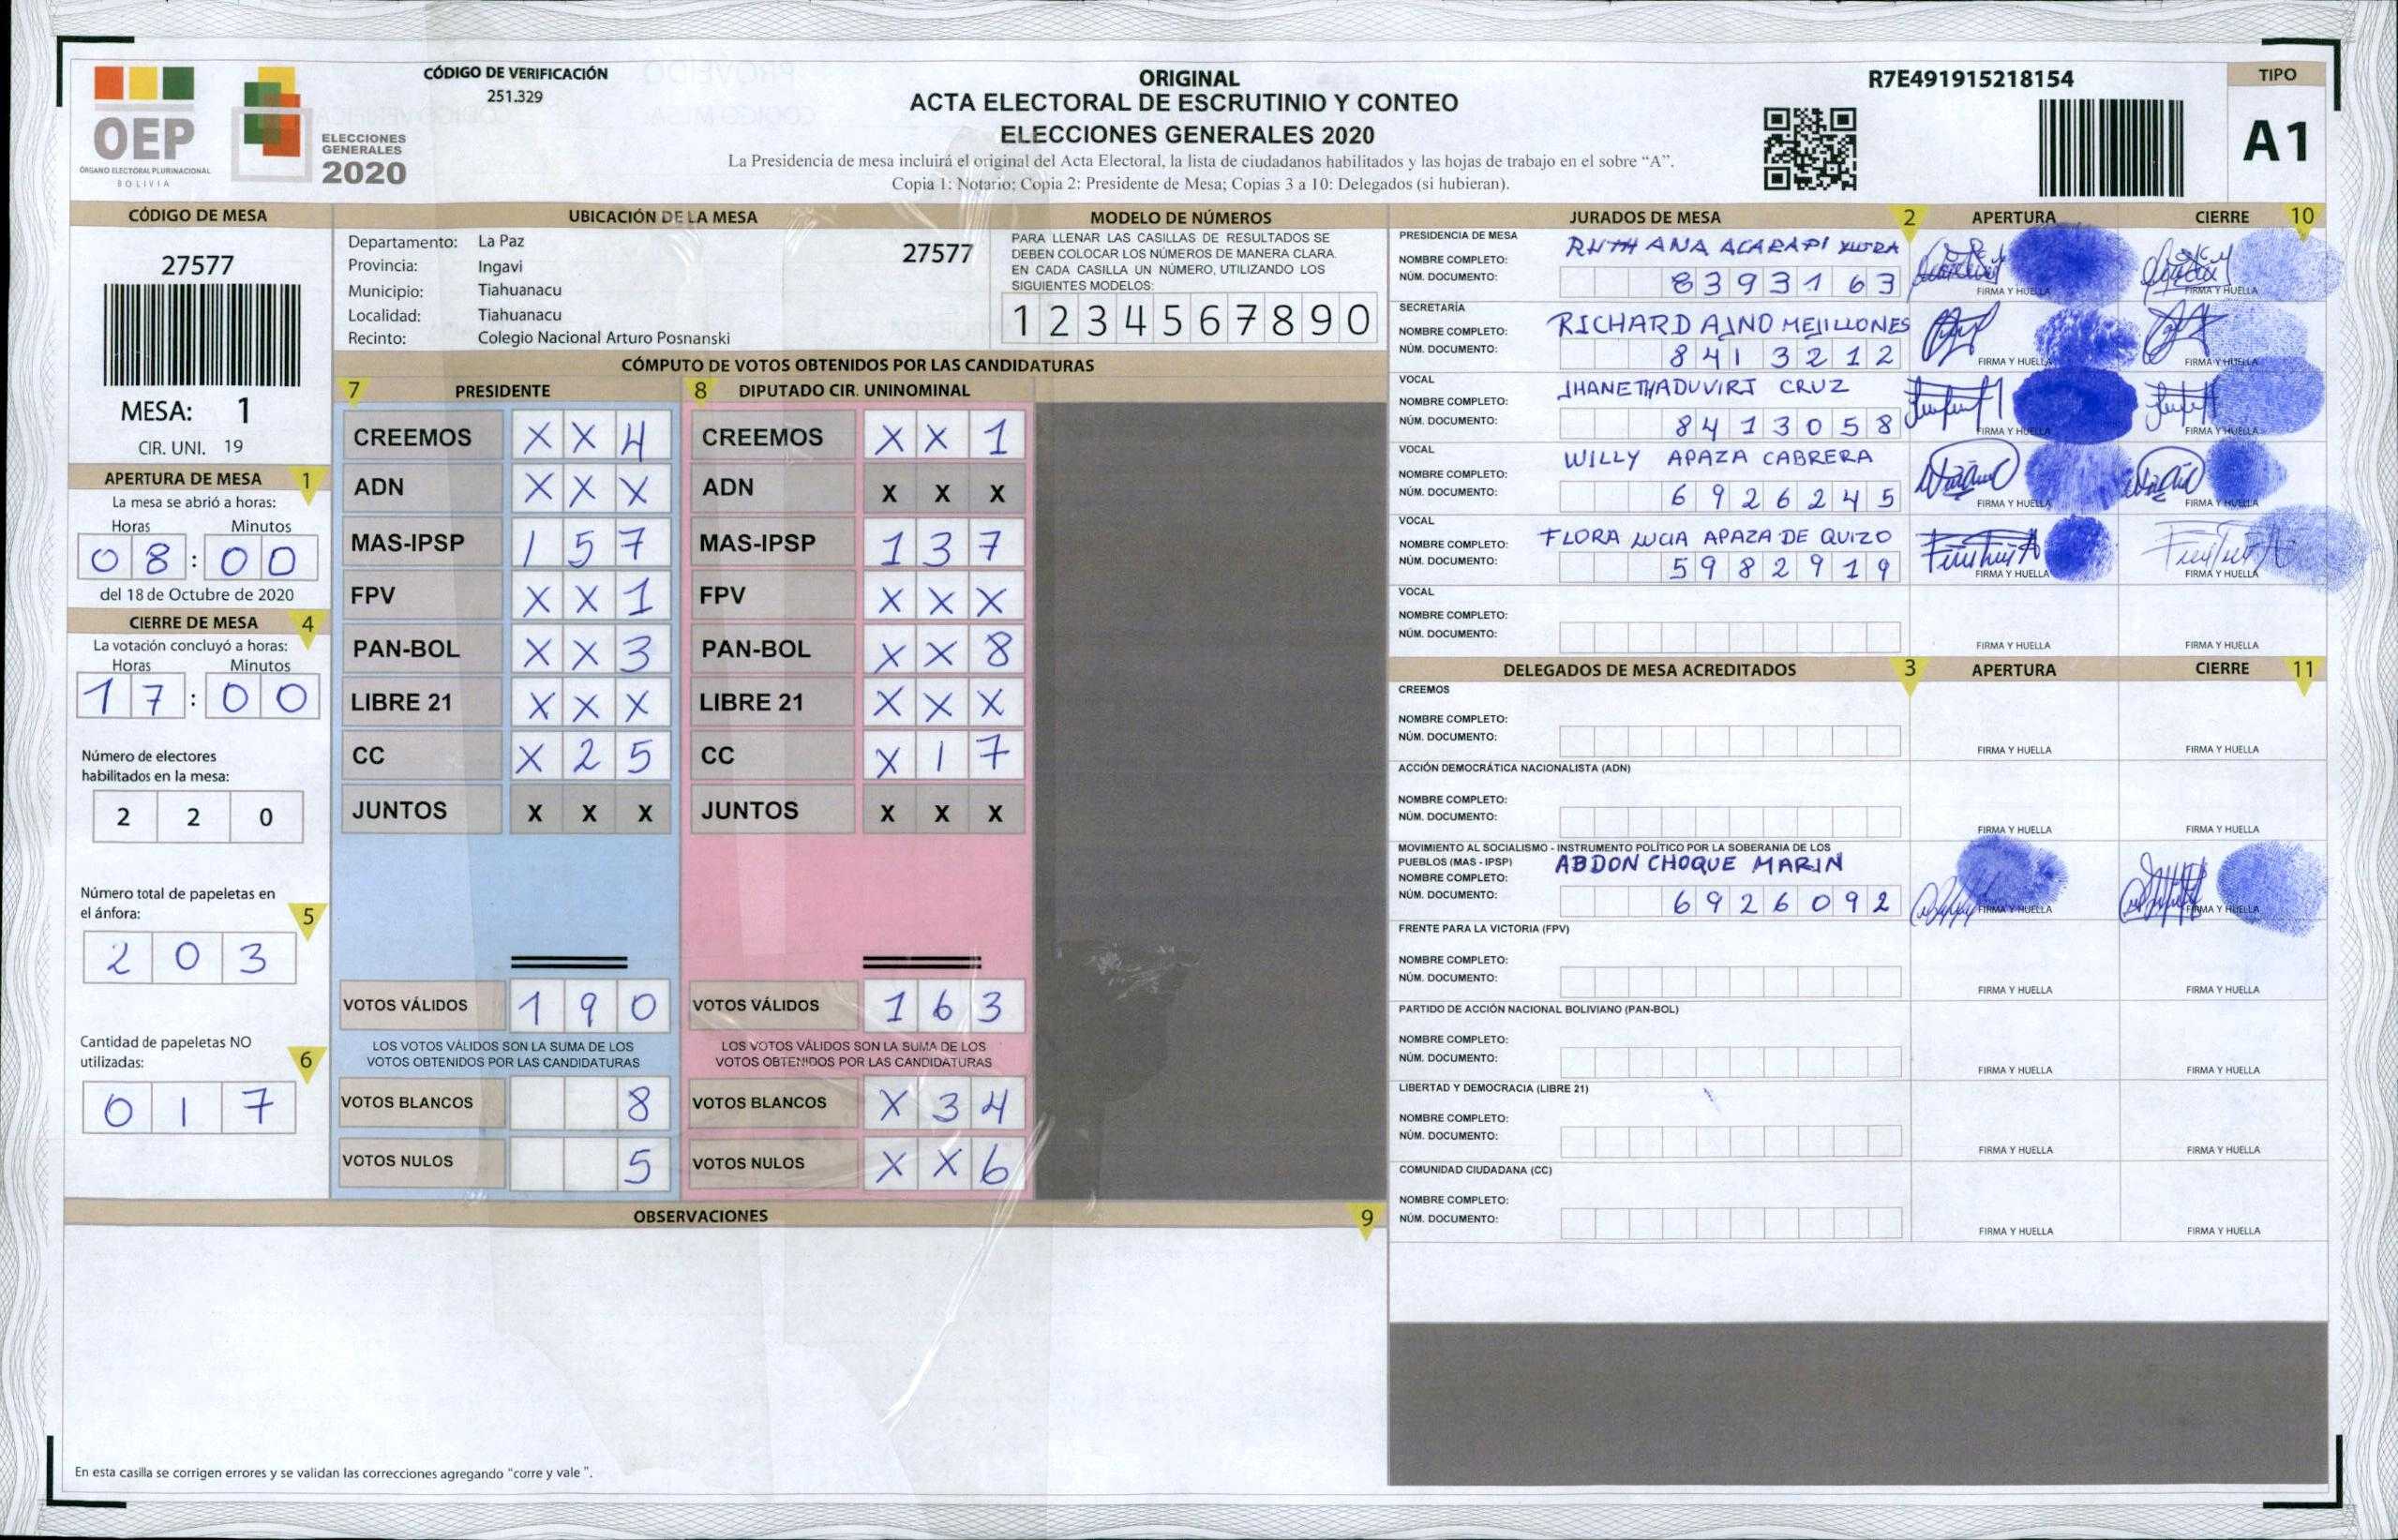 OEP
ÓRGANO ELECTORAL PLURINACIONAL
BOLIVIA
ELECCIONES
GENERALES
2020
CÓDIGO DE VERIFICACIÓN
251.329
ORIGINAL
ACTA ELECTORAL DE ESCRUTINIO Y CONTEO
ELECCIONES GENERALES 2020
La Presidencia de mesa incluirá el original del Acta Electoral, la lista de ciudadanos habilitados y las hojas de trabajo en el sobre “A”.
Copia 1: Notario; Copia 2: Presidente de Mesa; Copias 3 a 10: Delegados (si hubieran).
R7E491915218154
TIPO
A1
CÓDIGO DE MESA
27577
MESA: 1
CIR. UNI. 19
APERTURA DE MESA 1
La mesa se abrió a horas:
Horas Minutos
08:00
del 18 de Octubre de 2020
CIERRE DE MESA 4
La votación concluyó a horas:
Horas Minutos
17:00
Número de electores
habilitados en la mesa:
2 2 0
Número total de papeletas en
el ánfora: 5
2 0 3
Cantidad de papeletas NO
utilizadas: 6
0 1 7
UBICACIÓN DE LA MESA
Departamento: La Paz
27577
Provincia: Ingavi
Municipio: Tiahuanacu
Localidad: Tiahuanacu
Recinto: Colegio Nacional Arturo Posnanski
MODELO DE NÚMEROS
PARA LLENAR LAS CASILLAS DE RESULTADOS SE
DEBEN COLOCAR LOS NÚMEROS DE MANERA CLARA.
EN CADA CASILLA UN NÚMERO, UTILIZANDO LOS
SIGUIENTES MODELOS:
1 2 3 4 5 6 7 8 9 0
CÓMPUTO DE VOTOS OBTENIDOS POR LAS CANDIDATURAS
7 PRESIDENTE
CREEMOS X X 4
ADN X X X
MAS-IPSP 1 5 7
FPV X X 1
PAN-BOL X X 3
LIBRE 21 X X X
CC X 2 5
JUNTOS X X X
VOTOS VÁLIDOS 1 9 0
LOS VOTOS VÁLIDOS SON LA SUMA DE LOS
VOTOS OBTENIDOS POR LAS CANDIDATURAS
VOTOS BLANCOS 8
VOTOS NULOS 5
8 DIPUTADO CIR. UNINOMINAL
CREEMOS X X 1
ADN X X X
MAS-IPSP 1 3 7
FPV X X X
PAN-BOL X X 8
LIBRE 21 X X X
CC X 1 7
JUNTOS X X X
VOTOS VÁLIDOS 1 6 3
LOS VOTOS VÁLIDOS SON LA SUMA DE LOS
VOTOS OBTENIDOS POR LAS CANDIDATURAS
VOTOS BLANCOS X 3 4
VOTOS NULOS X X 6
OBSERVACIONES 9
En esta casilla se corrigen errores y se validan las correcciones agregando “corre y vale ”.
JURADOS DE MESA 2 APERTURA CIERRE 10
PRESIDENCIA DE MESA
NOMBRE COMPLETO: RUTH ANA ACARAPI
NÚM. DOCUMENTO: 8393163
FIRMA Y HUELLA FIRMA Y HUELLA
SECRETARÍA
NOMBRE COMPLETO: RICHARD AINO MEJILLONES
NÚM. DOCUMENTO: 8413212
FIRMA Y HUELLA FIRMA Y HUELLA
VOCAL
NOMBRE COMPLETO: JHANETH ADUVIRI CRUZ
NÚM. DOCUMENTO: 8413058
FIRMA Y HUELLA FIRMA Y HUELLA
VOCAL
NOMBRE COMPLETO: WILLY APAZA CABRERA
NÚM. DOCUMENTO: 6926245
FIRMA Y HUELLA FIRMA Y HUELLA
VOCAL
NOMBRE COMPLETO: FLORA LUCIA APAZA DE QUIZO
NÚM. DOCUMENTO: 5982919
FIRMA Y HUELLA FIRMA Y HUELLA
VOCAL
NOMBRE COMPLETO:
NÚM. DOCUMENTO:
FIRMA Y HUELLA FIRMA Y HUELLA
DELEGADOS DE MESA ACREDITADOS 3 APERTURA CIERRE 11
CREEMOS
NOMBRE COMPLETO:
NÚM. DOCUMENTO:
FIRMA Y HUELLA FIRMA Y HUELLA
ACCIÓN DEMOCRÁTICA NACIONALISTA (ADN)
NOMBRE COMPLETO:
NÚM. DOCUMENTO:
FIRMA Y HUELLA FIRMA Y HUELLA
MOVIMIENTO AL SOCIALISMO - INSTRUMENTO POLÍTICO POR LA SOBERANIA DE LOS
PUEBLOS (MAS - IPSP)
NOMBRE COMPLETO: ABDON CHOQUE MARIN
NÚM. DOCUMENTO: 6926092
FIRMA Y HUELLA FIRMA Y HUELLA
FRENTE PARA LA VICTORIA (FPV)
NOMBRE COMPLETO:
NÚM. DOCUMENTO:
FIRMA Y HUELLA FIRMA Y HUELLA
PARTIDO DE ACCIÓN NACIONAL BOLIVIANO (PAN-BOL)
NOMBRE COMPLETO:
NÚM. DOCUMENTO:
FIRMA Y HUELLA FIRMA Y HUELLA
LIBERTAD Y DEMOCRACIA (LIBRE 21)
NOMBRE COMPLETO:
NÚM. DOCUMENTO:
FIRMA Y HUELLA FIRMA Y HUELLA
COMUNIDAD CIUDADANA (CC)
NOMBRE COMPLETO:
NÚM. DOCUMENTO:
FIRMA Y HUELLA FIRMA Y HUELLA